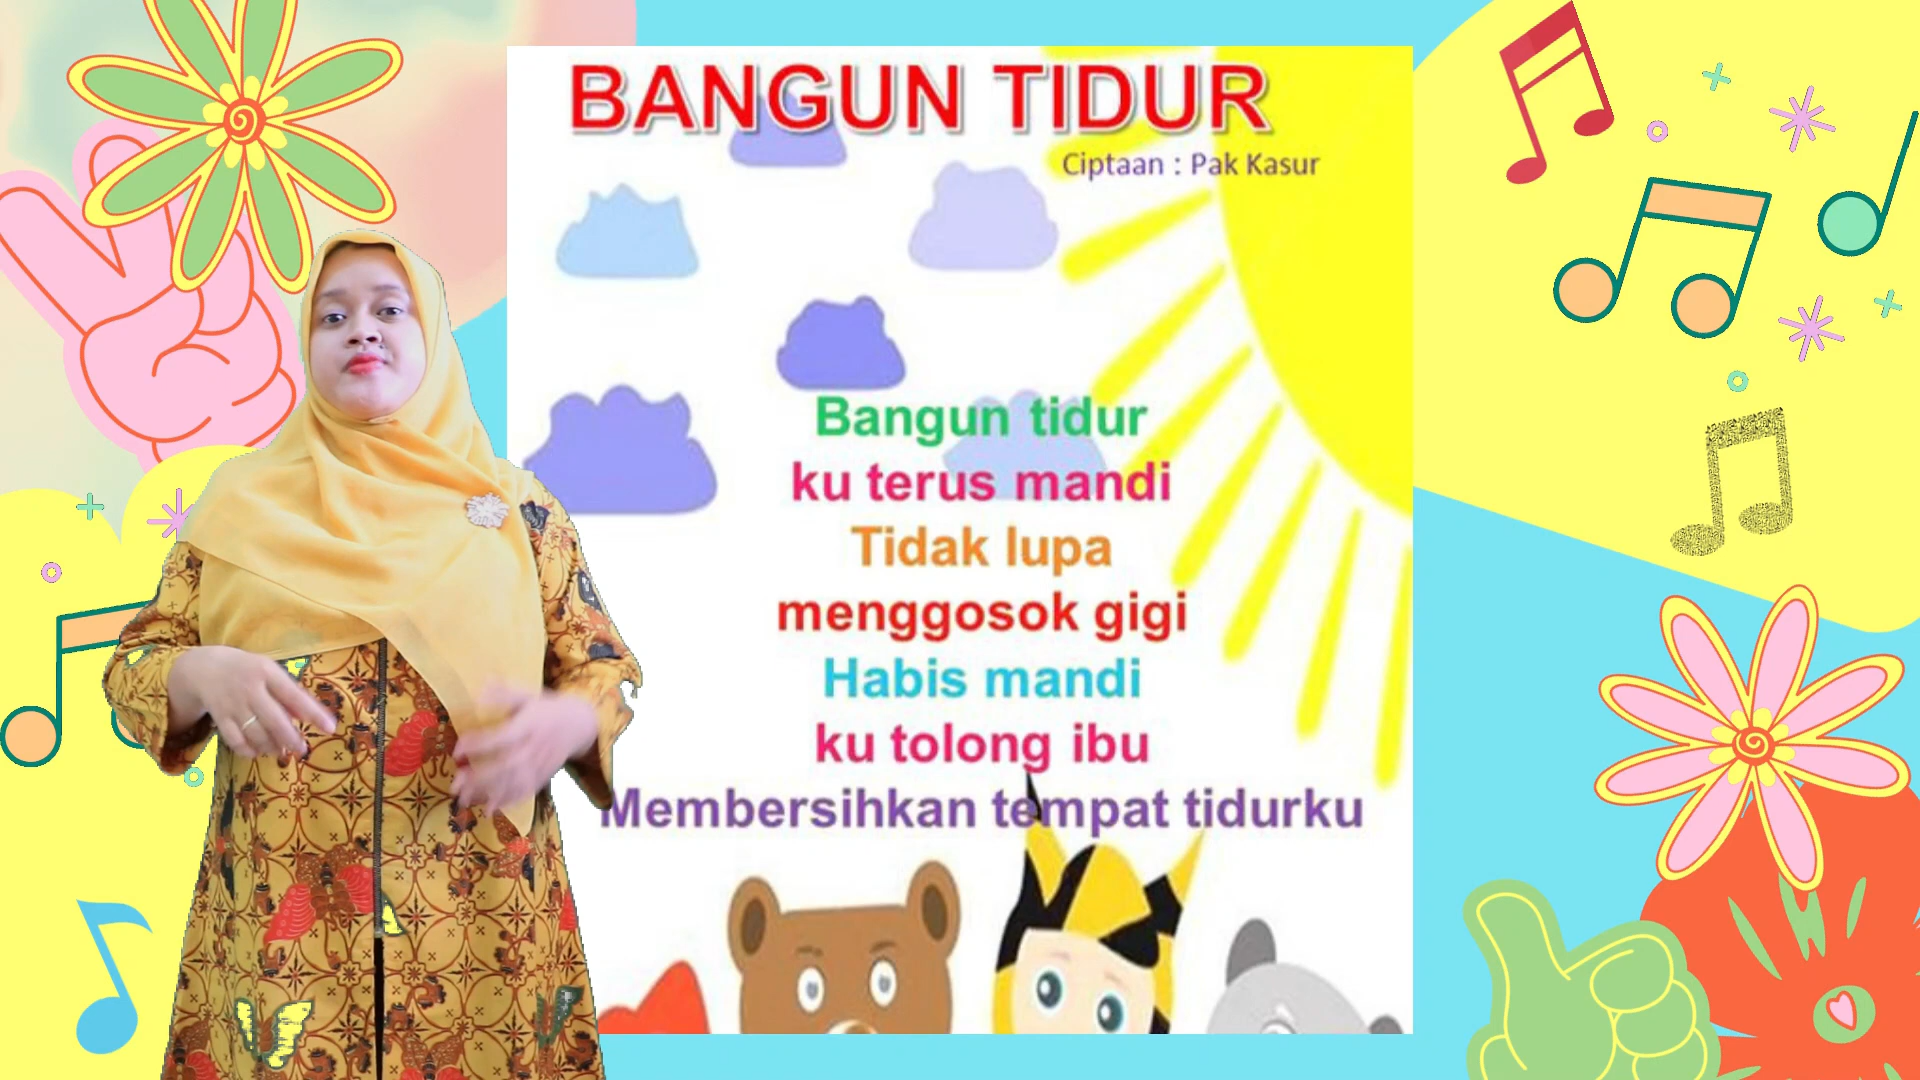 BANGUN TIDUR
Ciptaan : Pak Kasur
Bangun tidur
ku terus mandi
Tidak lupa
menggosok gigi
Habis mandi
ku tolong ibu
Membersihkan tempat tidurku